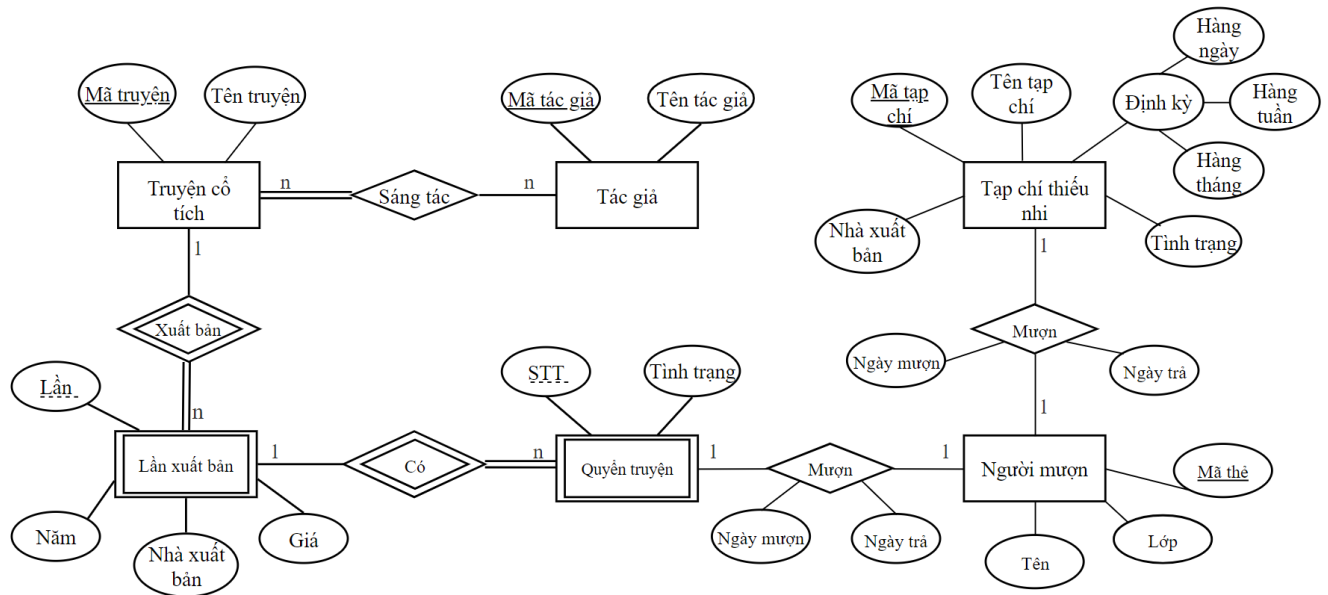 Hàng
ngày
Mã truyện
Tên truyện
Mã tác giả
Tên tác giả
Mã tạp
chí
Tên tạp
chí
Định kỳ
Hàng
tuần
Hàng
tháng
Truyện cổ
tích
n
Sáng tác
n
Tác giả
Tạp chí thiếu
nhi
Nhà xuất
bản
Tình trạng
1
1
Xuất bản
Mượn
Ngày mượn
Ngày trả
Lần
STT
Tình trạng
n
1
Lần xuất bản
1
Có
n
Quyển truyện
1
Mượn
1
Người mượn
Mã thẻ
Năm
Nhà xuất
bản
Giá
Ngày mượn
Ngày trả
Tên
Lớp